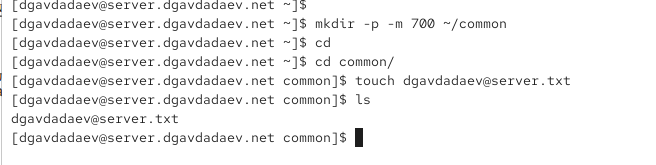 [dgavdadaev@server.dgavdadaev.net ~]$
[dgavdadaev@server.dgavdadaev.net ~]$ mkdir -p -m 700 ~/common
[dgavdadaev@server.dgavdadaev.net ~]$ cd
[dgavdadaev@server.dgavdadaev.net ~]$ cd common/
[dgavdadaev@server.dgavdadaev.net common]$ touch dgavdadaev@server.txt
[dgavdadaev@server.dgavdadaev.net common]$ ls
dgavdadaev@server.txt
[dgavdadaev@server.dgavdadaev.net common]$